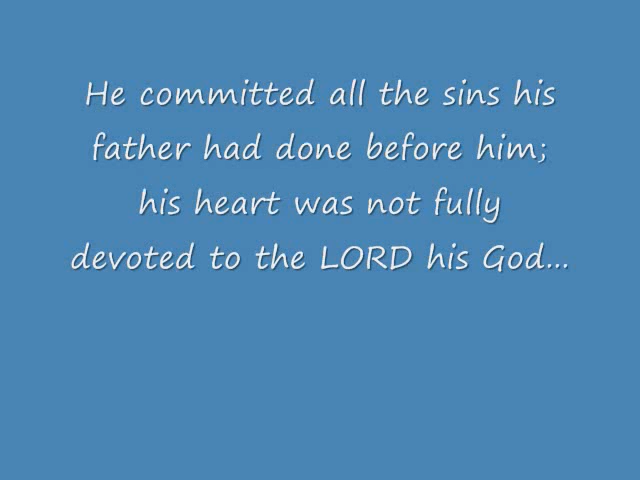 He committed all the sins his
father had done before him;
his heart was not fully
devoted to the LORD his God...